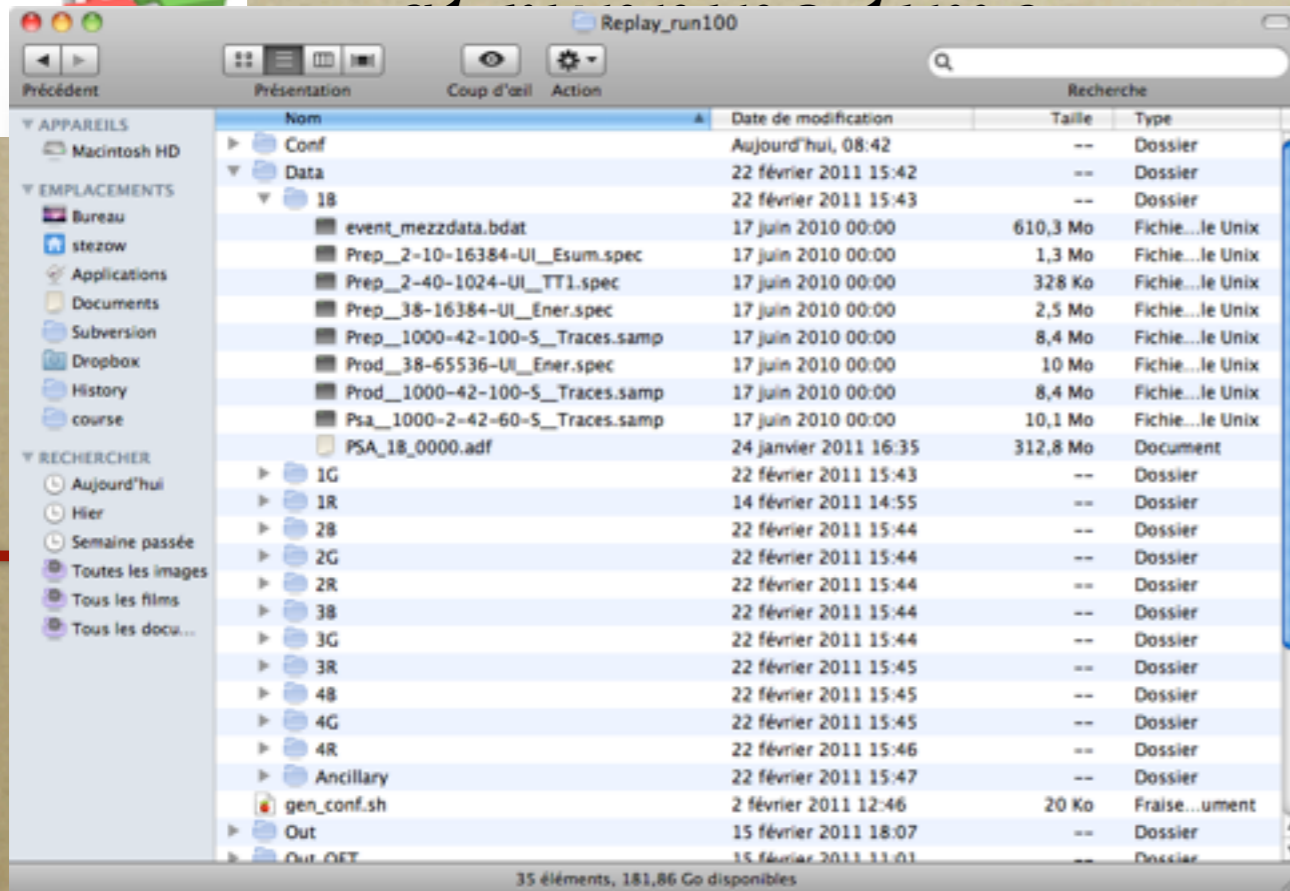 Replay_run100
Précédent Présentation Coup d'œil Action Recherche
Nom Date de modification Taille Type
▼ APPAREILS
Macintosh HD
▼ EMPLACEMENTS
Bureau
stezow
Applications
Documents
Subversion
Dropbox
History
course
▼ RECHERCHER
Aujourd'hui
Hier
Semaine passée
Toutes les images
Tous les films
Tous les docu...
Conf Aujourd'hui, 08:42 -- Dossier
Data 22 février 2011 15:42 -- Dossier
1B 22 février 2011 15:43 -- Dossier
event_mezzdata.bdat 17 juin 2010 00:00 610,3 Mo Fichie...le Unix
Prep__2-10-16384-UI__Esum.spec 17 juin 2010 00:00 1,3 Mo Fichie...le Unix
Prep__2-40-1024-UI__TT1.spec 17 juin 2010 00:00 328 Ko Fichie...le Unix
Prep__38-16384-UI__Ener.spec 17 juin 2010 00:00 2,5 Mo Fichie...le Unix
Prep__1000-42-100-S__Traces.samp 17 juin 2010 00:00 8,4 Mo Fichie...le Unix
Prod__38-65536-UI__Ener.spec 17 juin 2010 00:00 10 Mo Fichie...le Unix
Prod__1000-42-100-S__Traces.samp 17 juin 2010 00:00 8,4 Mo Fichie...le Unix
Psa__1000-2-42-60-S__Traces.samp 17 juin 2010 00:00 10,1 Mo Fichie...le Unix
PSA_1B_0000.adf 24 janvier 2011 16:35 312,8 Mo Document
1G 22 février 2011 15:43 -- Dossier
1R 14 février 2011 14:55 -- Dossier
2B 22 février 2011 15:44 -- Dossier
2G 22 février 2011 15:44 -- Dossier
2R 22 février 2011 15:44 -- Dossier
3B 22 février 2011 15:44 -- Dossier
3G 22 février 2011 15:44 -- Dossier
3R 22 février 2011 15:45 -- Dossier
4B 22 février 2011 15:45 -- Dossier
4G 22 février 2011 15:45 -- Dossier
4R 22 février 2011 15:46 -- Dossier
Ancillary 22 février 2011 15:47 -- Dossier
gen_conf.sh 2 février 2011 12:46 20 Ko Fraise...ument
Out 15 février 2011 18:07 -- Dossier
Out_OFT 15 février 2011 11:01 -- Dossier
35 éléments, 181,86 Go disponibles